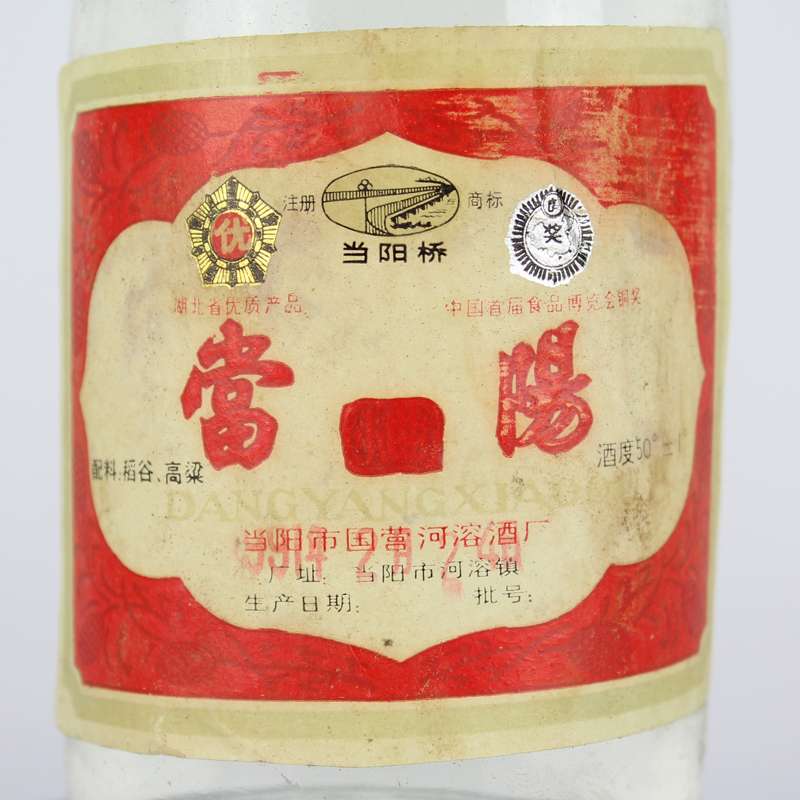 注册 商标
当阳桥
优
奖
湖北省优质产品
中国首届食品博览会铜奖
當 陽
配料:稻谷、高粱
酒度50°±1°
DANGYANGXIAOQU
当阳市国营河溶酒厂
厂址: 当阳市河溶镇
生产日期: 批号: